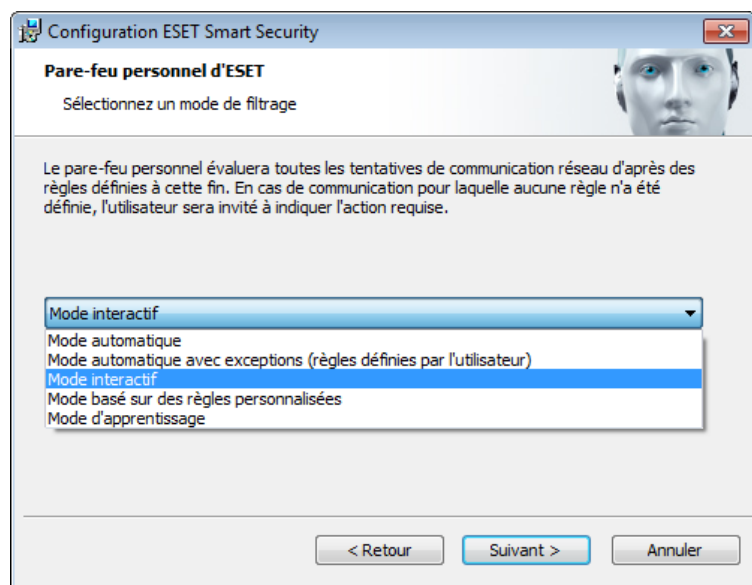 Configuration ESET Smart Security
Pare-feu personnel d'ESET
Sélectionnez un mode de filtrage
Le pare-feu personnel évaluera toutes les tentatives de communication réseau d'après des
règles définies à cette fin. En cas de communication pour laquelle aucune règle n'a été
définie, l'utilisateur sera invité à indiquer l'action requise.
Mode interactif
Mode automatique
Mode automatique avec exceptions (règles définies par l'utilisateur)
Mode interactif
Mode basé sur des règles personnalisées
Mode d'apprentissage
< Retour
Suivant >
Annuler